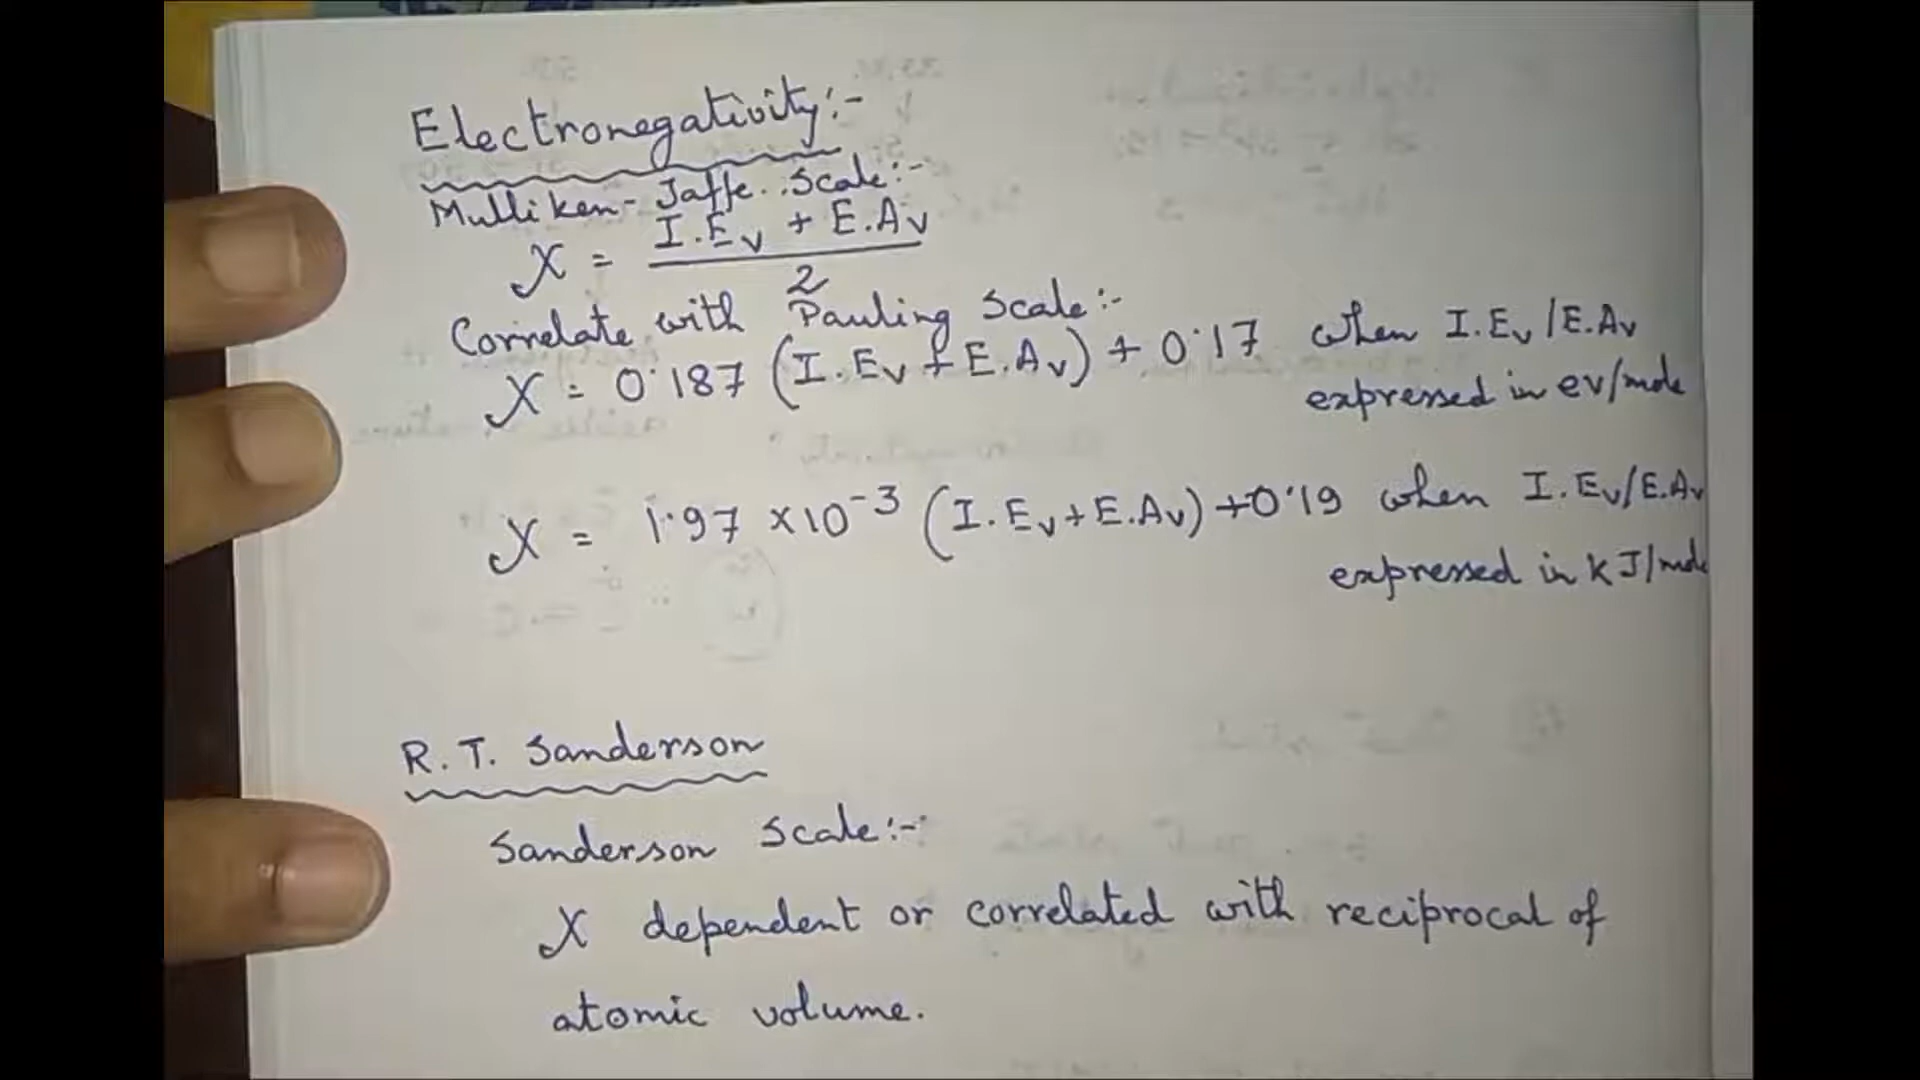 Electronegativity:-
Mulliken-Jaffe Scale:-
X = I.Ev + E.Av
2
Correlate with Pauling Scale:-
X = 0.187 (I.Ev + E.Av) + 0.17 when I.Ev/E.Av
expressed in ev/mole
X = 1.97 x10-3 (I.Ev + E.Av) +0.19 when I.Ev/E.Av
expressed in kJ/mole
R.T. Sanderson
Sanderson Scale:-
X dependent or correlated with reciprocal of
atomic volume.